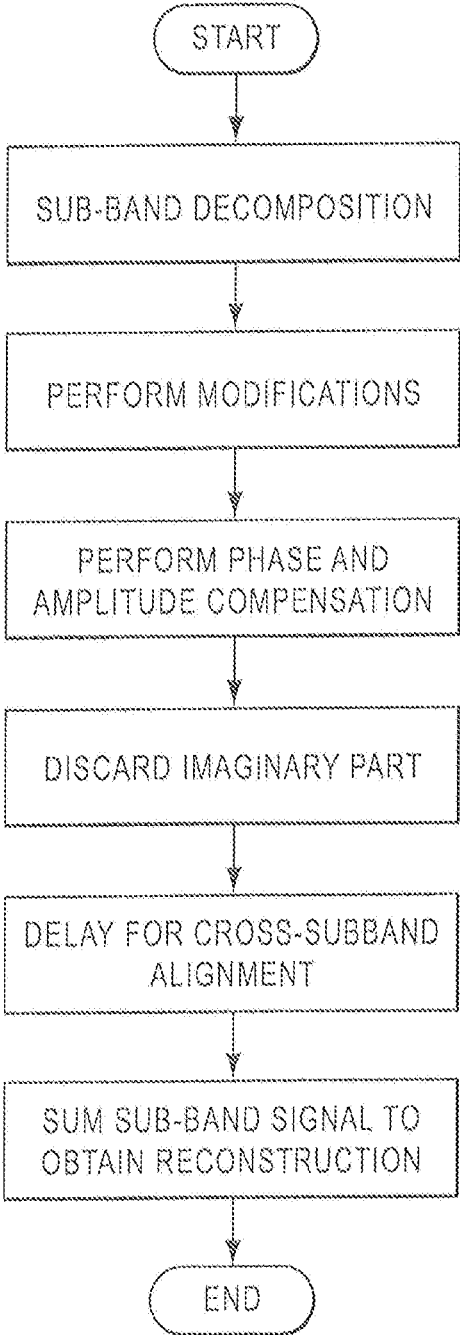 START
SUB-BAND DECOMPOSITION
PERFORM MODIFICATIONS
PERFORM PHASE AND
AMPLITUDE COMPENSATION
DISCARD IMAGINARY PART
DELAY FOR CROSS-SUBBAND
ALIGNMENT
SUM SUB-BAND SIGNAL TO
OBTAIN RECONSTRUCTION
END